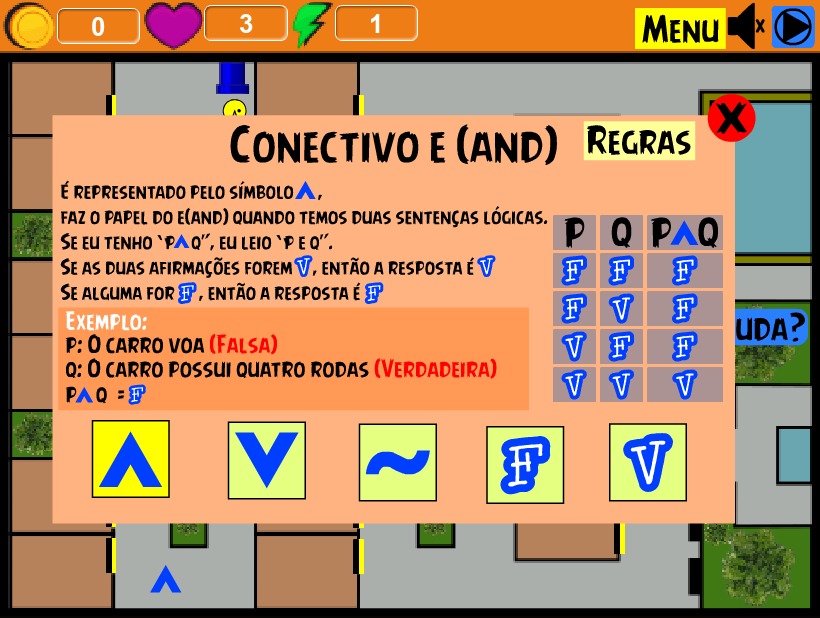 0
3
1
MENU
X
CONECTIVO E (AND)
REGRAS
X
É REPRESENTADO PELO SÍMBOLO ∧,
FAZ O PAPEL DO E(AND) QUANDO TEMOS DUAS SENTENÇAS LÓGICAS.
SE EU TENHO "P∧Q", EU LEIO "P E Q".
SE AS DUAS AFIRMAÇÕES FOREM V, ENTÃO A RESPOSTA É V
SE ALGUMA FOR F, ENTÃO A RESPOSTA É F
P Q P∧Q
F F F
F V F
V F F
V V V
EXEMPLO:
P: O CARRO VOA (FALSA)
Q: O CARRO POSSUI QUATRO RODAS (VERDADEIRA)
P∧Q = F
UDA?
∧ ∨ ~ F V
∧